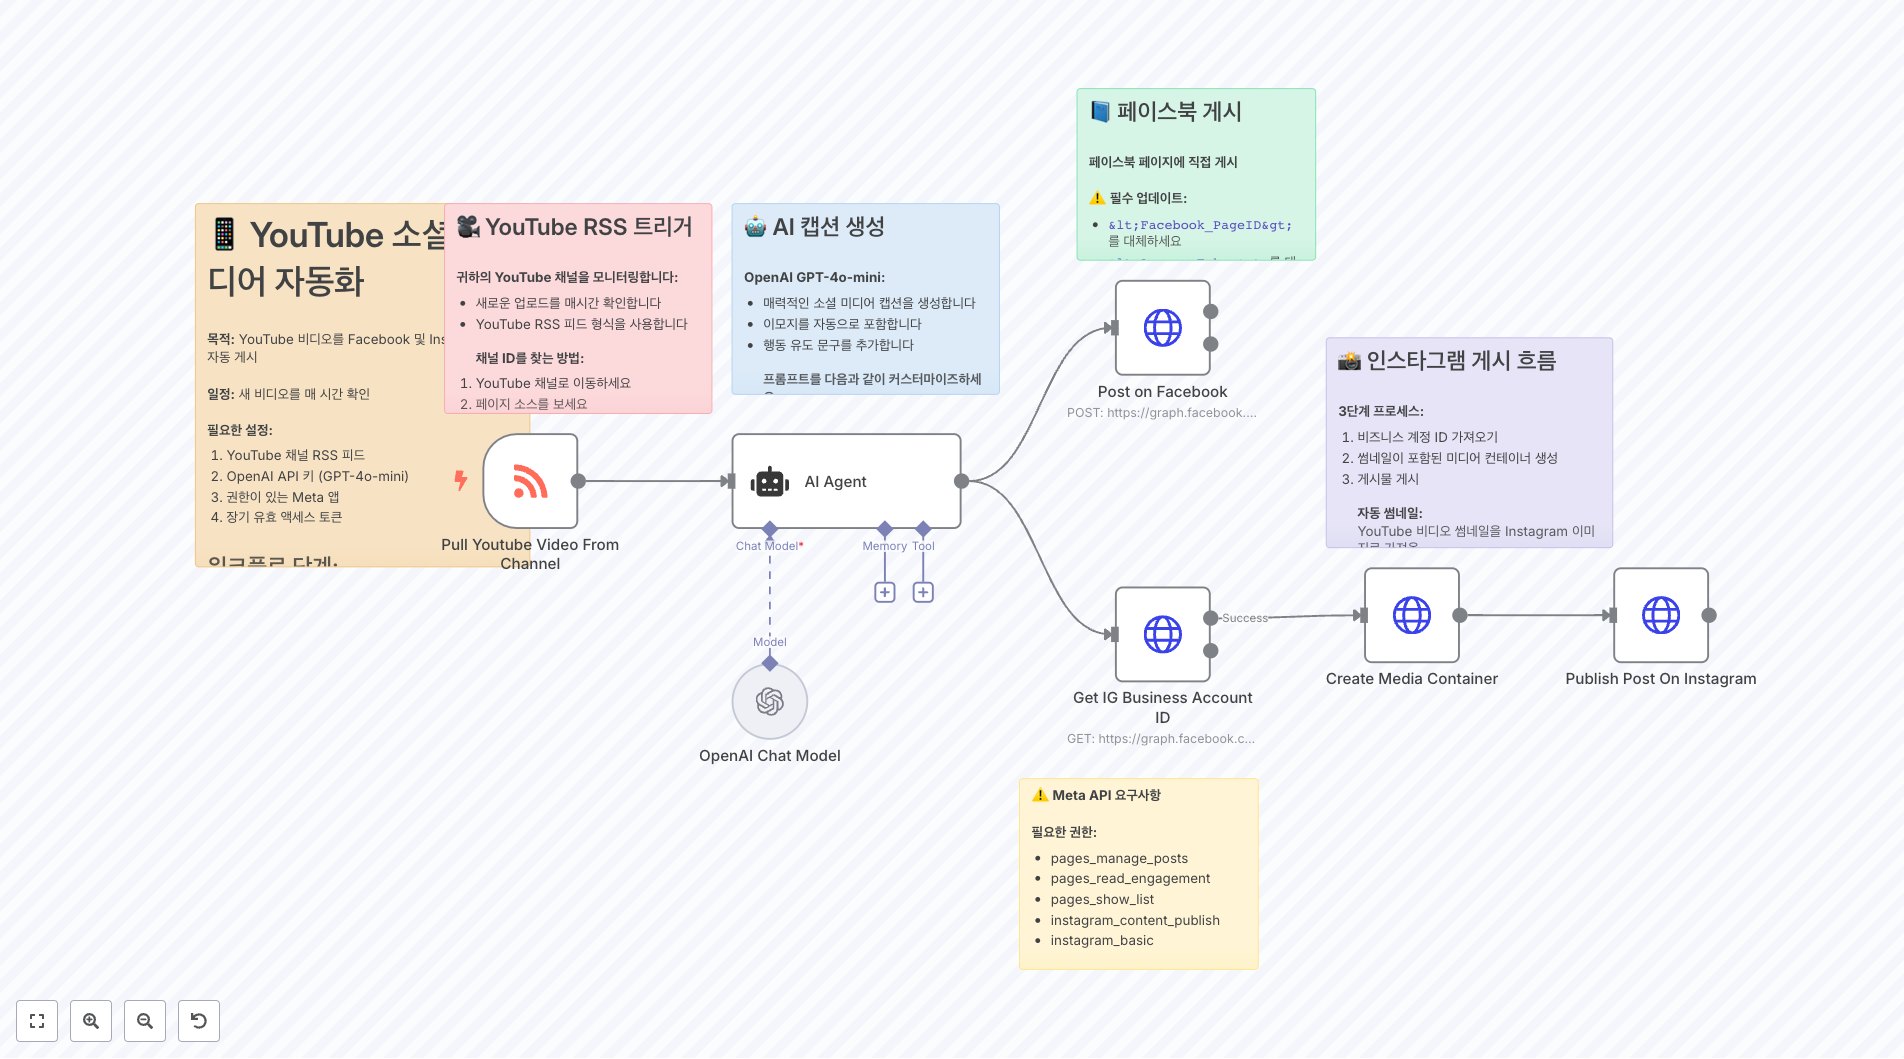 📱 YouTube 소셜
디어 자동화
목적: YouTube 비디오를 Facebook 및 Ins
자동 게시
일정: 새 비디오를 매 시간 확인
필요한 설정:
1. YouTube 채널 RSS 피드
2. OpenAI API 키 (GPT-4o-mini)
3. 권한이 있는 Meta 앱
4. 장기 유효 액세스 토큰
워크플로 단계:
🎥 YouTube RSS 트리거
귀하의 YouTube 채널을 모니터링합니다:
• 새로운 업로드를 매시간 확인합니다
• YouTube RSS 피드 형식을 사용합니다
채널 ID를 찾는 방법:
1. YouTube 채널로 이동하세요
2. 페이지 소스를 보세요
🤖 AI 캡션 생성
OpenAI GPT-4o-mini:
• 매력적인 소셜 미디어 캡션을 생성합니다
• 이모지를 자동으로 포함합니다
• 행동 유도 문구를 추가합니다
프롬프트를 다음과 같이 커스터마이즈하세
📘 페이스북 게시
페이스북 페이지에 직접 게시
⚠️ 필수 업데이트:
• &lt;Facebook_PageID&gt;
를 대체하세요
📸 인스타그램 게시 흐름
3단계 프로세스:
1. 비즈니스 계정 ID 가져오기
2. 썸네일이 포함된 미디어 컨테이너 생성
3. 게시물 게시
자동 썸네일:
YouTube 비디오 썸네일을 Instagram 이미
지로 가져옴
Pull Youtube Video From
Channel
AI Agent
Chat Model*
Memory
Tool
Model
OpenAI Chat Model
Post on Facebook
POST: https://graph.facebook....
Get IG Business Account
ID
GET: https://graph.facebook.c...
Success
Create Media Container
Publish Post On Instagram
⚠️ Meta API 요구사항
필요한 권한:
• pages_manage_posts
• pages_read_engagement
• pages_show_list
• instagram_content_publish
• instagram_basic